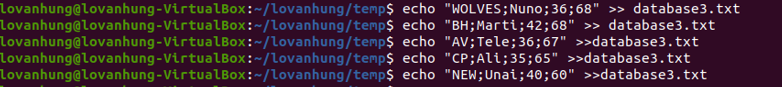 lovanhung@lovanhung-VirtualBox:~/lovanhung/temp$ echo "WOLVES;Nuno;36;68" >> database3.txt
lovanhung@lovanhung-VirtualBox:~/lovanhung/temp$ echo "BH;Marti;42;68" >> database3.txt
lovanhung@lovanhung-VirtualBox:~/lovanhung/temp$ echo "AV;Tele;36;67" >>database3.txt
lovanhung@lovanhung-VirtualBox:~/lovanhung/temp$ echo "CP;Ali;35;65" >>database3.txt
lovanhung@lovanhung-VirtualBox:~/lovanhung/temp$ echo "NEW;Unai;40;60" >>database3.txt